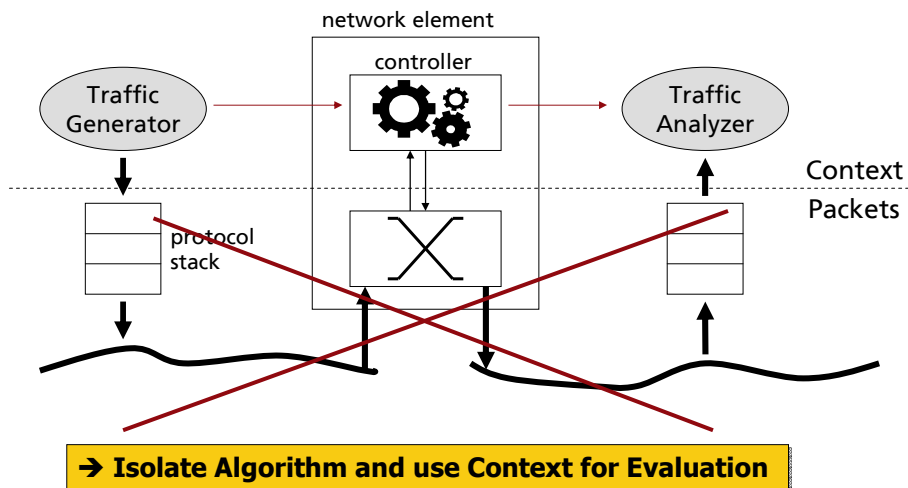 network element
controller
Traffic
Generator
Traffic
Analyzer
Context
Packets
protocol
stack
➔ Isolate Algorithm and use Context for Evaluation